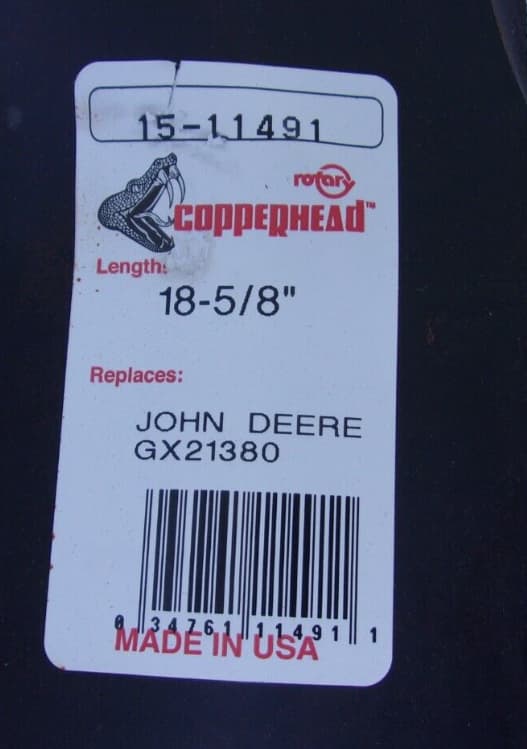 15-11491
rotary
COPPERHEAD™
Length:
18-5/8"
Replaces:
JOHN DEERE
GX21380
0 34761 11491 1
MADE IN USA